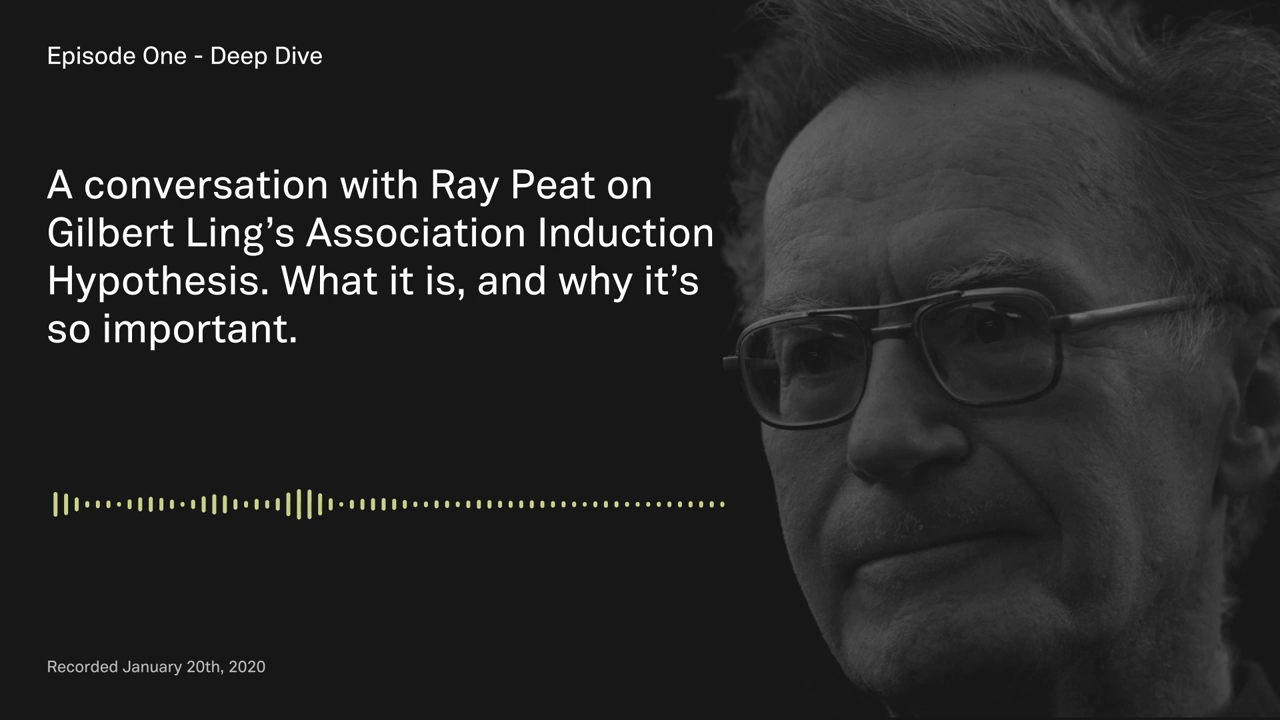 Episode One - Deep Dive
A conversation with Ray Peat on
Gilbert Ling’s Association Induction
Hypothesis. What it is, and why it’s
so important.
Recorded January 20th, 2020